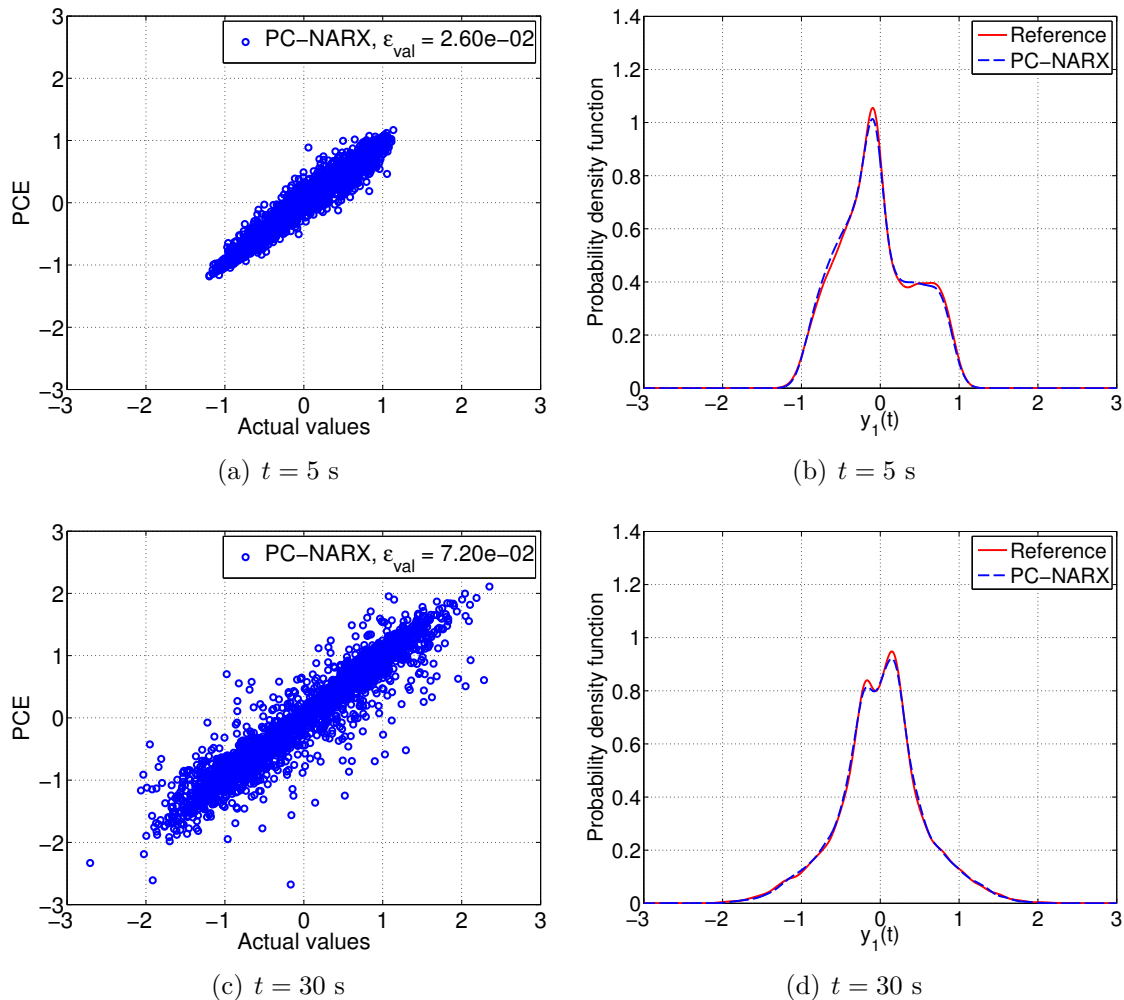 PC−NARX, ε_val = 2.60e−02
3
2
1
0
−1
−2
−3
PCE
−3 −2 −1 0 1 2 3
Actual values
(a) t = 5 s
Reference
PC−NARX
1.4
1.2
1
0.8
0.6
0.4
0.2
0
Probability density function
−3 −2 −1 0 1 2 3
y_1(t)
(b) t = 5 s
PC−NARX, ε_val = 7.20e−02
3
2
1
0
−1
−2
−3
PCE
−3 −2 −1 0 1 2 3
Actual values
(c) t = 30 s
Reference
PC−NARX
1.4
1.2
1
0.8
0.6
0.4
0.2
0
Probability density function
−3 −2 −1 0 1 2 3
y_1(t)
(d) t = 30 s